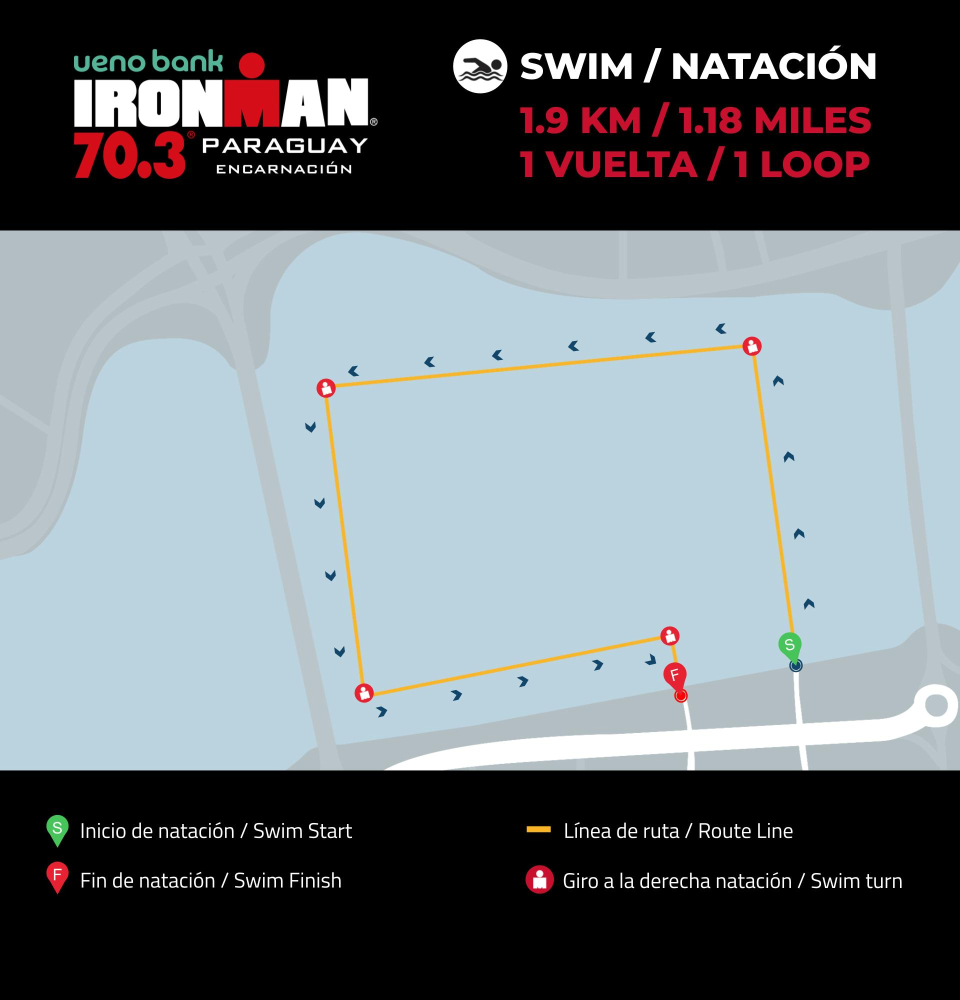 ueno bank
IRONMAN®
70.3® PARAGUAY
ENCARNACIÓN
SWIM / NATACIÓN
1.9 KM / 1.18 MILES
1 VUELTA / 1 LOOP
S
F
S Inicio de natación / Swim Start
F Fin de natación / Swim Finish
Línea de ruta / Route Line
Giro a la derecha natación / Swim turn